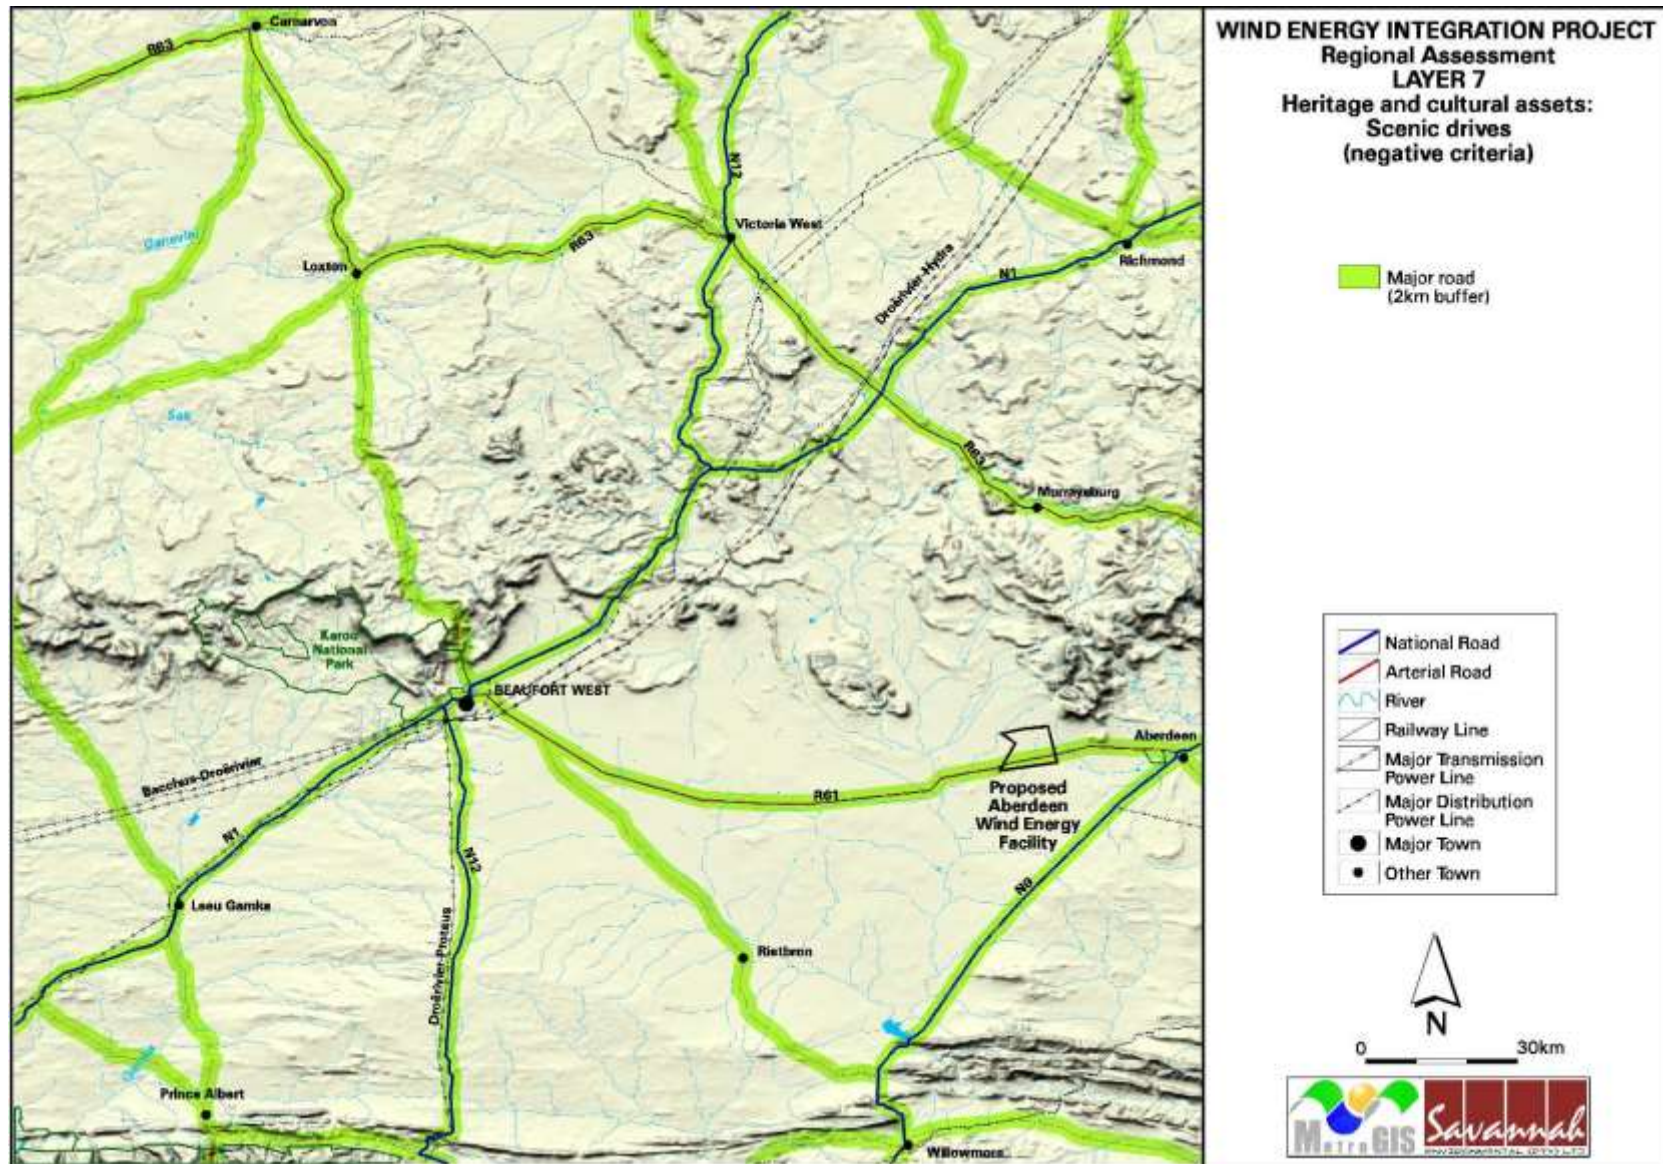 WIND ENERGY INTEGRATION PROJECT
Regional Assessment
LAYER 7
Heritage and cultural assets:
Scenic drives
(negative criteria)
Major road
(2km buffer)
National Road
Arterial Road
River
Railway Line
Major Transmission
Power Line
Major Distribution
Power Line
Major Town
Other Town
N
0 30km
MetroGIS
Savannah
ENVIRONMENTAL (PTY) LTD
Carnarvon
R63
N12
Victoria West
R63
Loxton
Droërivier-Hydra
N1
Richmond
Sak
R63
Murraysburg
Karoo
National
Park
BEAUFORT WEST
Aberdeen
Bacchus-Droërivier
R61
Proposed
Aberdeen
Wind Energy
Facility
N1
N12
N9
Leeu Gamka
Droërivier-Proteus
Rietbron
Prince Albert
Willowmore